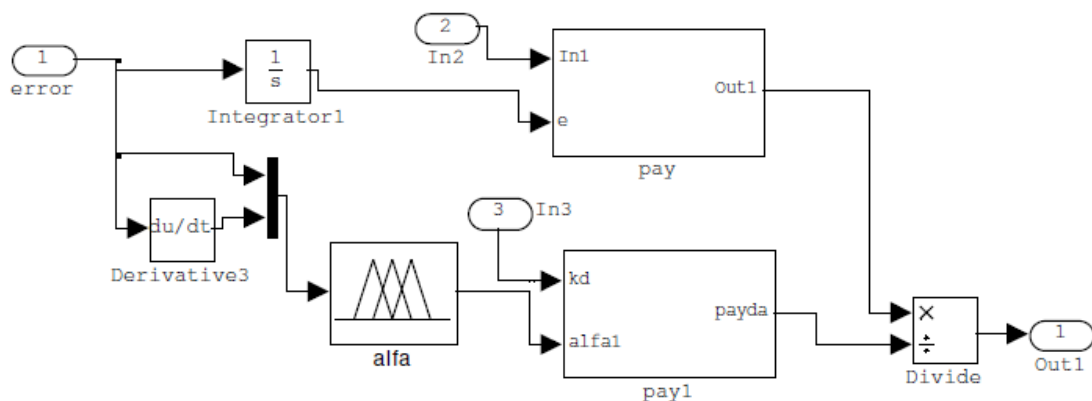 1
error
1
s
Integrator1
2
In2
In1
e
Out1
pay
du/dt
Derivative3
alfa
3
In3
kd
alfa1
payda
pay1
×
÷
Divide
1
Out1